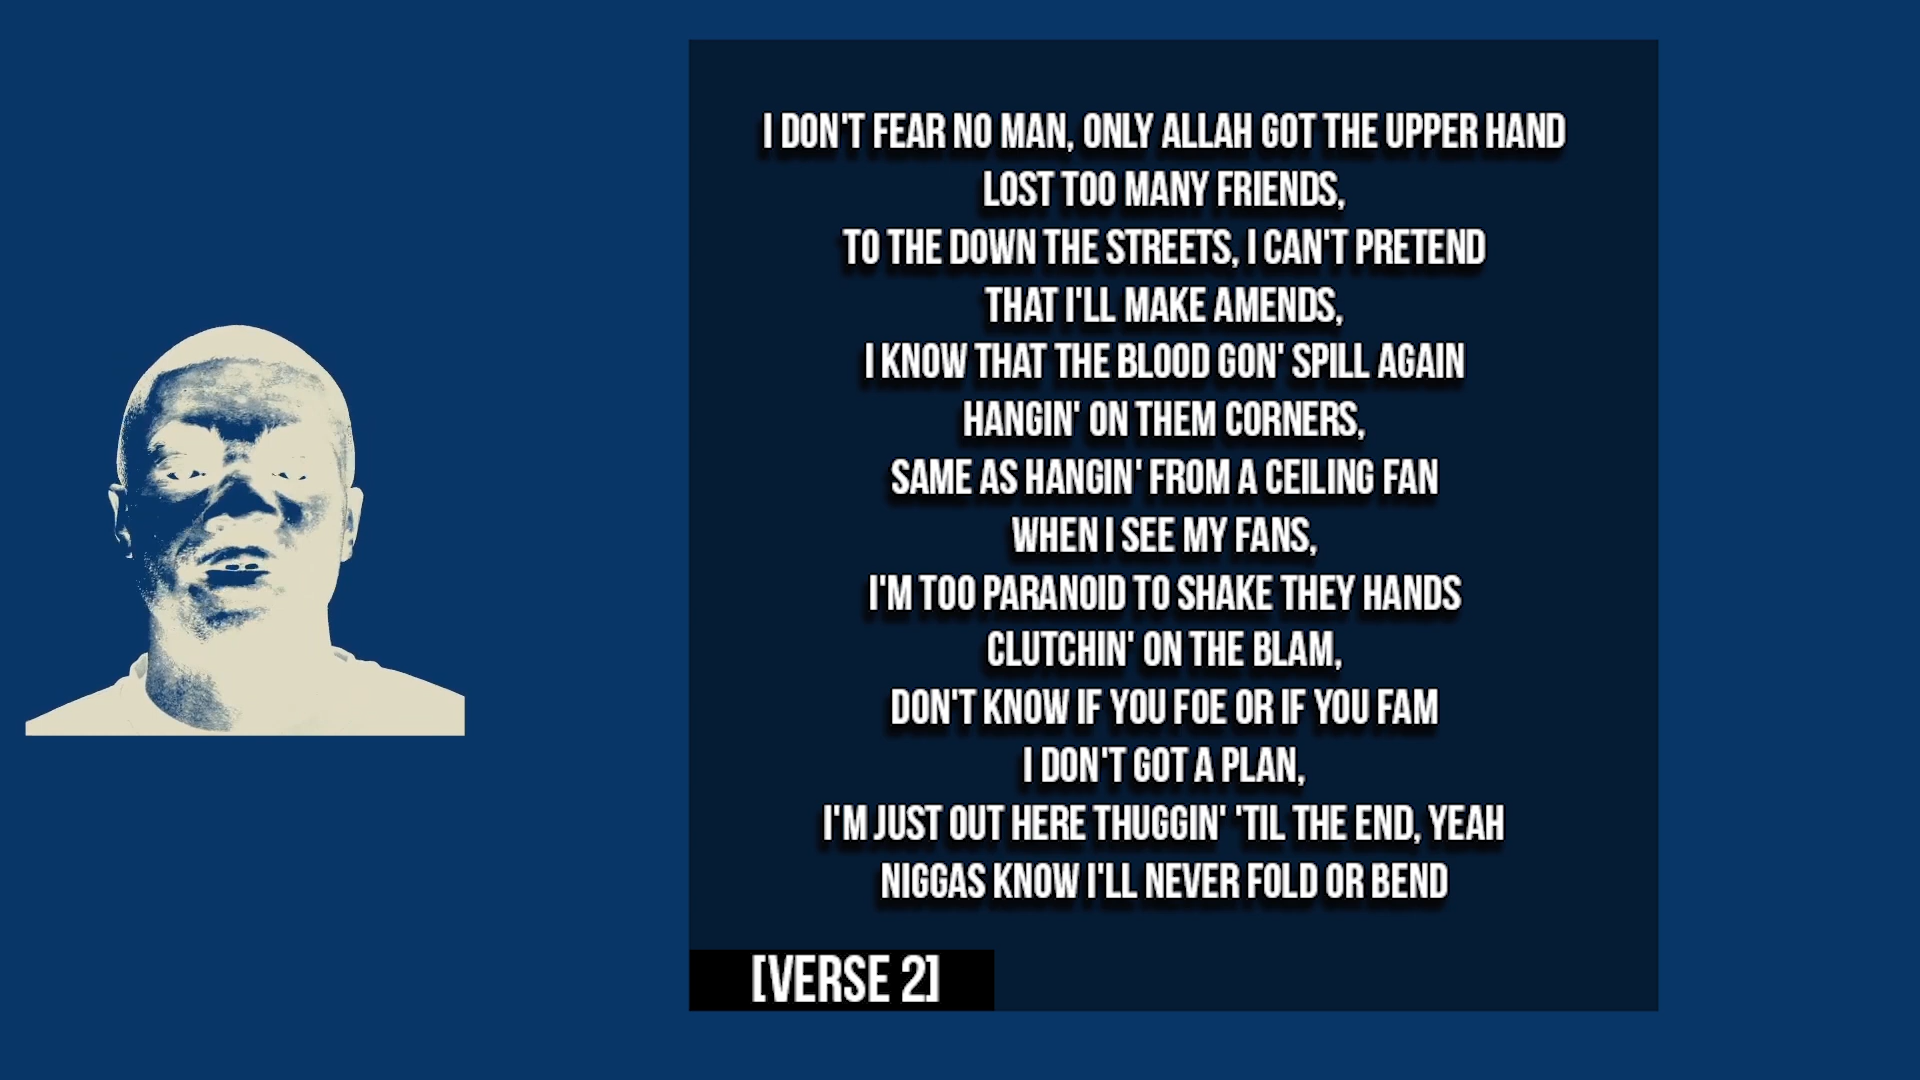 I DON'T FEAR NO MAN, ONLY ALLAH GOT THE UPPER HAND
LOST TOO MANY FRIENDS,
TO THE DOWN THE STREETS, I CAN'T PRETEND
THAT I'LL MAKE AMENDS,
I KNOW THAT THE BLOOD GON' SPILL AGAIN
HANGIN' ON THEM CORNERS,
SAME AS HANGIN' FROM A CEILING FAN
WHEN I SEE MY FANS,
I'M TOO PARANOID TO SHAKE THEY HANDS
CLUTCHIN' ON THE BLAM,
DON'T KNOW IF YOU FOE OR IF YOU FAM
I DON'T GOT A PLAN,
I'M JUST OUT HERE THUGGIN' 'TIL THE END, YEAH
NIGGAS KNOW I'LL NEVER FOLD OR BEND
[VERSE 2]